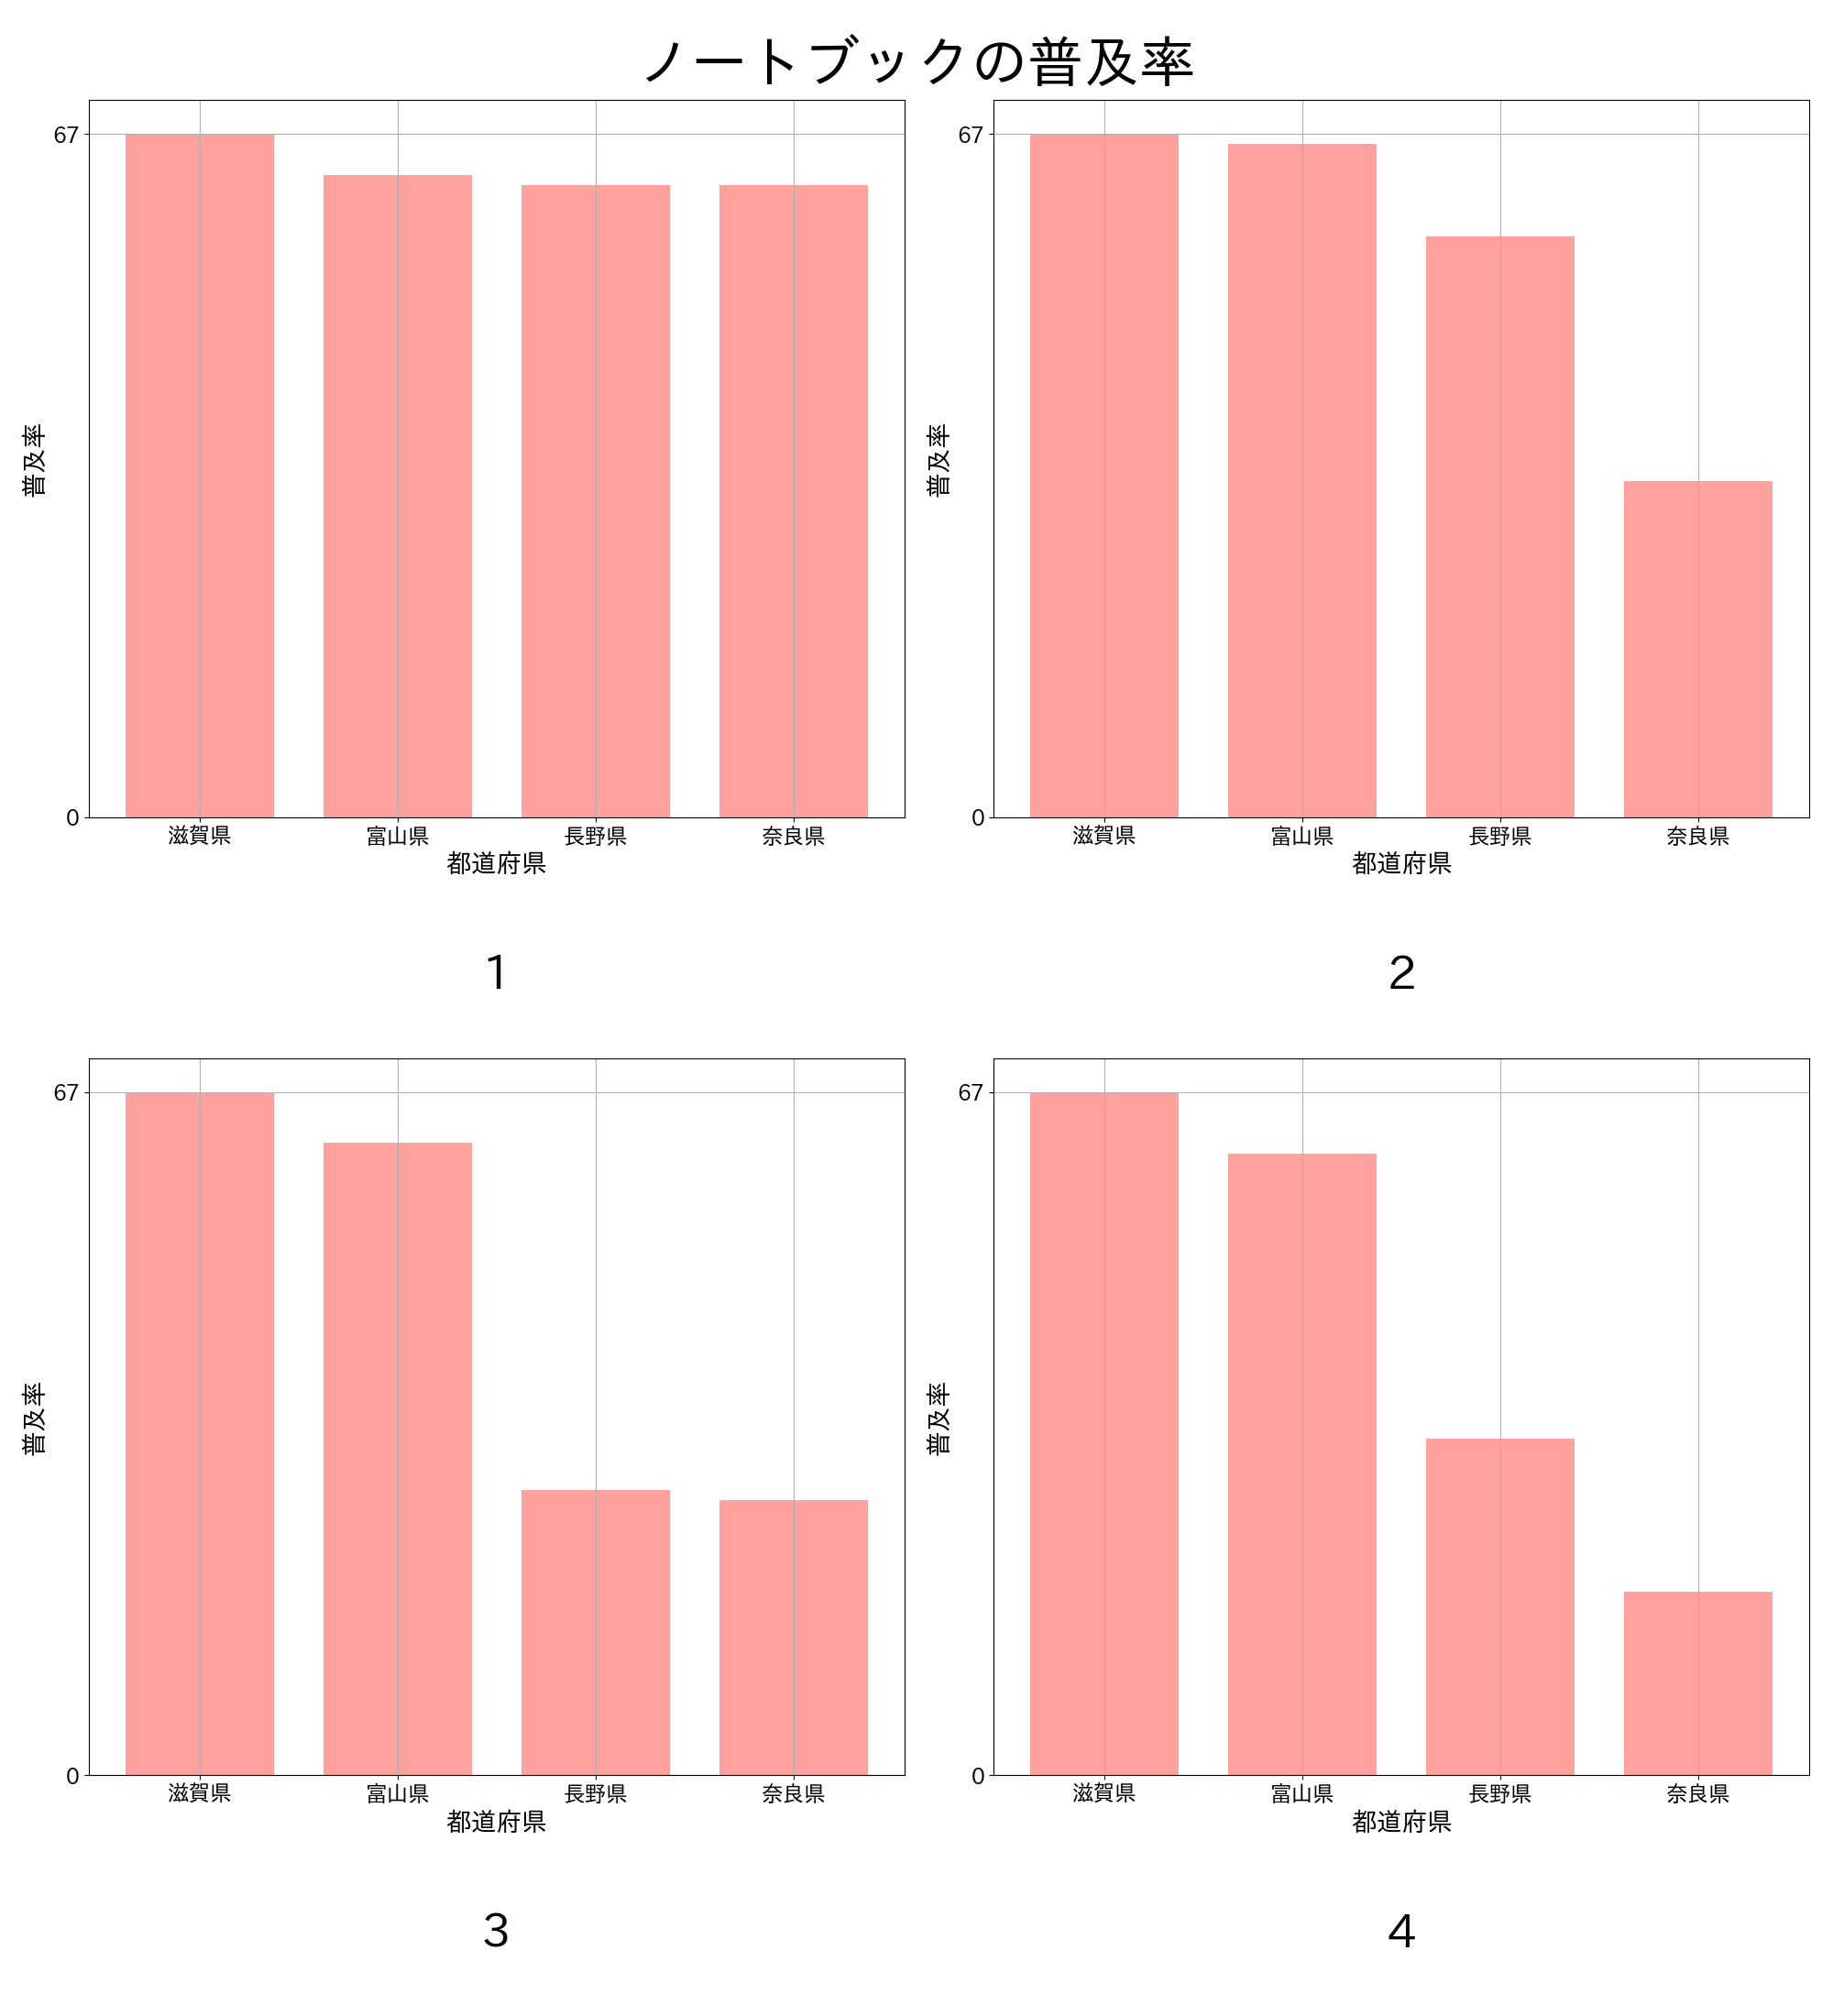 ノートブックの普及率
67
0
普及率
滋賀県 富山県 長野県 奈良県
都道府県
1
67
0
普及率
滋賀県 富山県 長野県 奈良県
都道府県
2
67
0
普及率
滋賀県 富山県 長野県 奈良県
都道府県
3
67
0
普及率
滋賀県 富山県 長野県 奈良県
都道府県
4